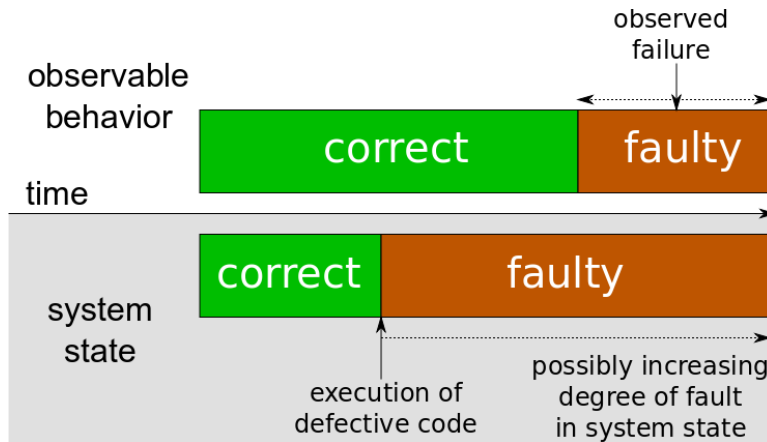 observed
failure
observable
behavior
correct
faulty
time
correct
faulty
system
state
execution of
defective code
possibly increasing
degree of fault
in system state